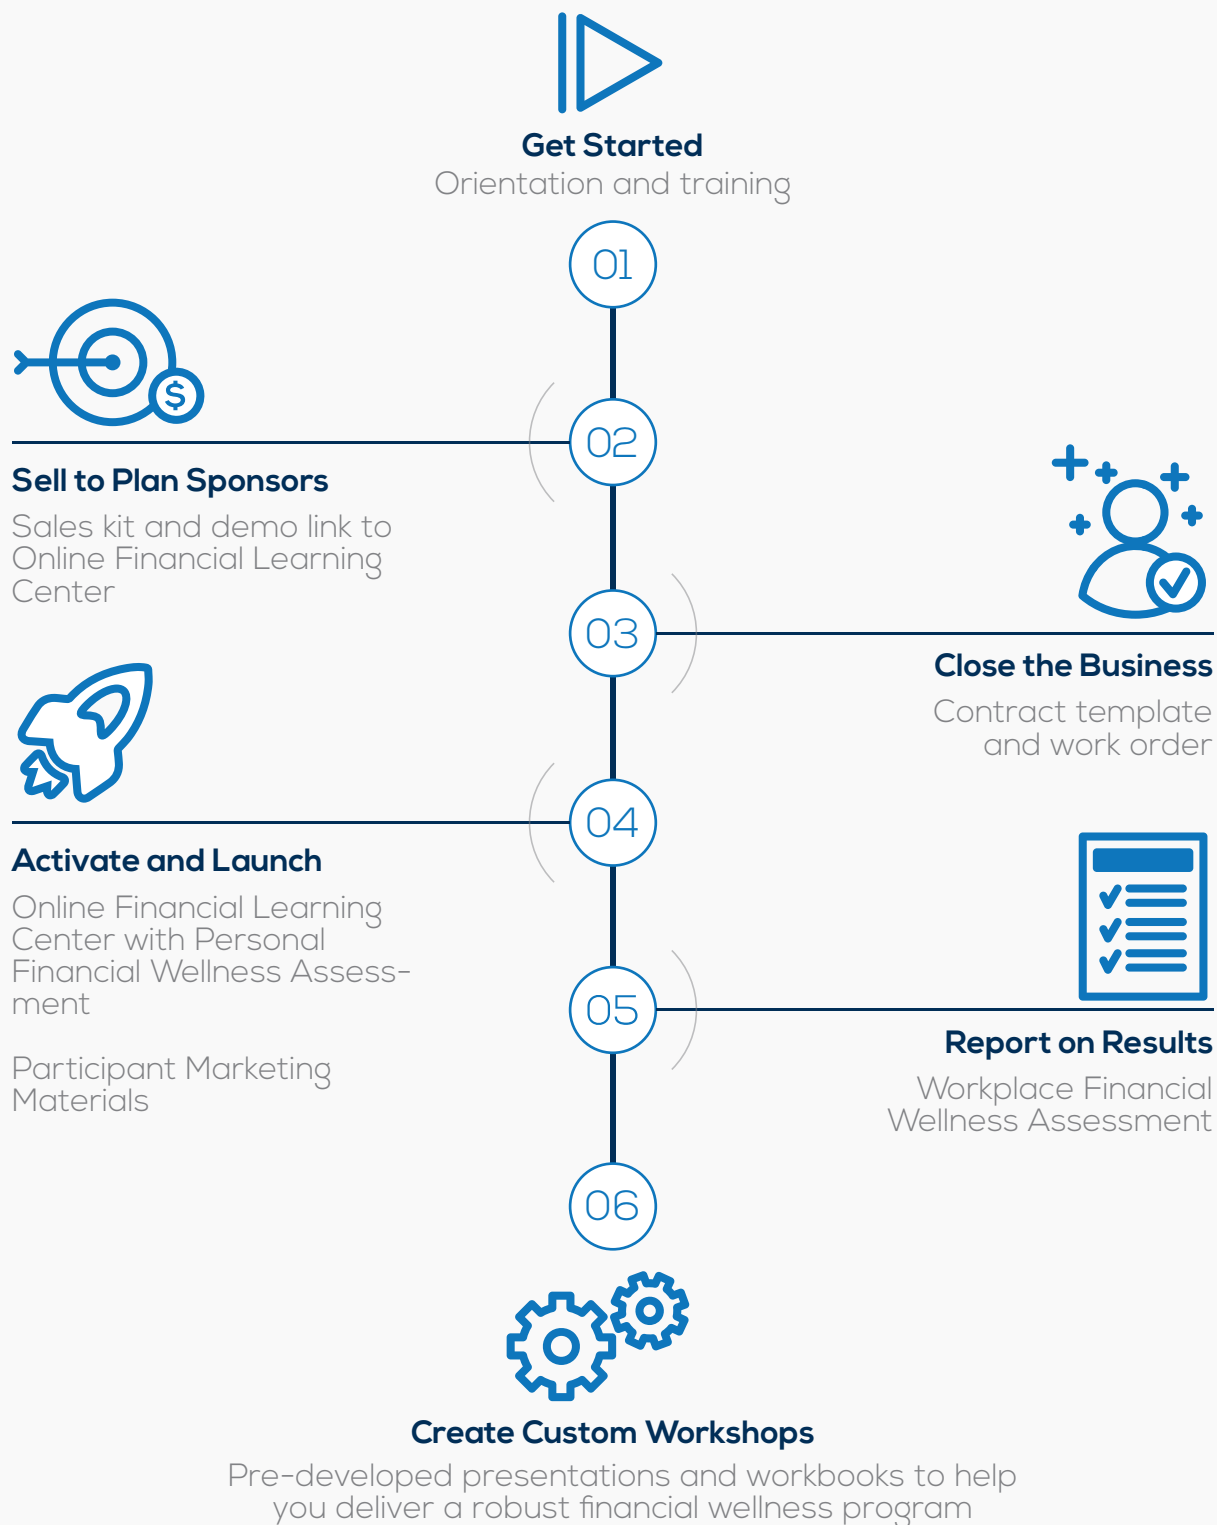 Get Started
Orientation and training
01
02
Sell to Plan Sponsors
Sales kit and demo link to
Online Financial Learning
Center
$
03
Close the Business
Contract template
and work order
04
Activate and Launch
Online Financial Learning
Center with Personal
Financial Wellness Assess-
ment
Participant Marketing
Materials
05
Report on Results
Workplace Financial
Wellness Assessment
06
Create Custom Workshops
Pre-developed presentations and workbooks to help
you deliver a robust financial wellness program